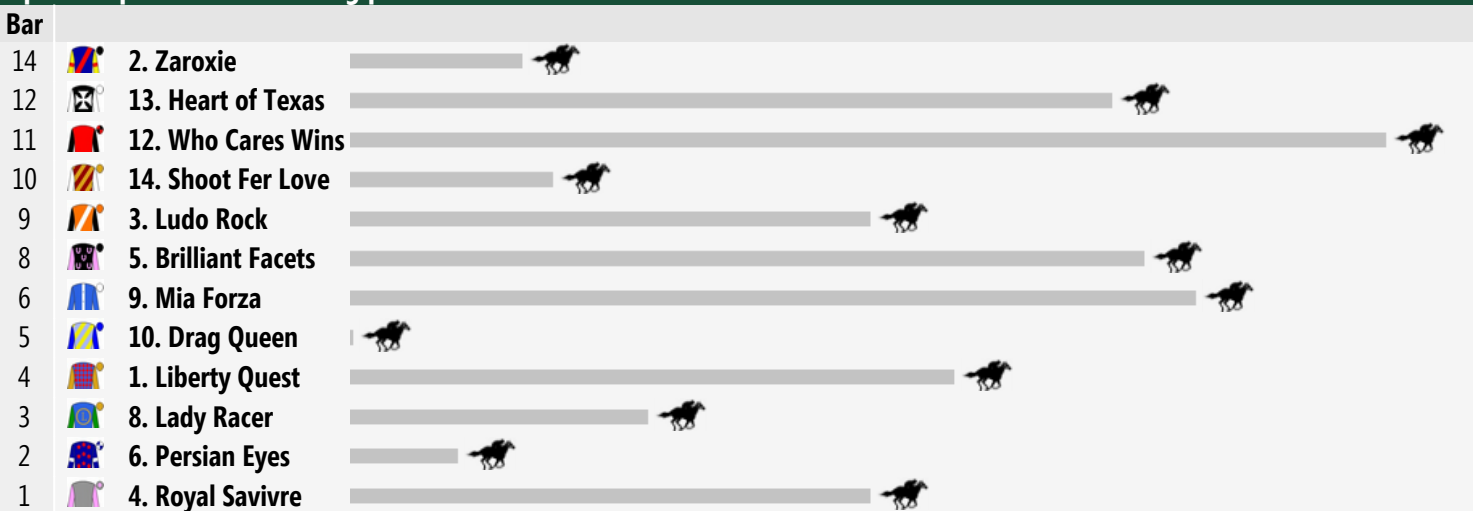 Bar
14 2. Zaroxie
12 13. Heart of Texas
11 12. Who Cares Wins
10 14. Shoot Fer Love
9 3. Ludo Rock
8 5. Brilliant Facets
6 9. Mia Forza
5 10. Drag Queen
4 1. Liberty Quest
3 8. Lady Racer
2 6. Persian Eyes
1 4. Royal Savivre